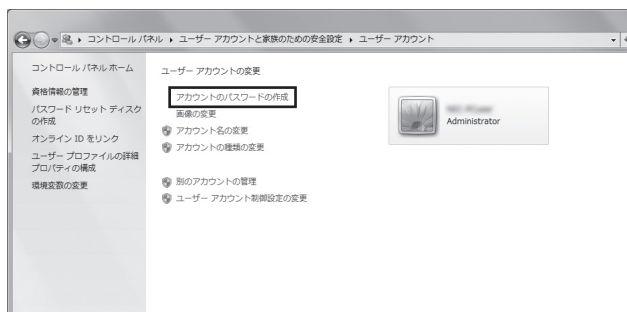 コントロール パネル ▸ ユーザー アカウントと家族のための安全設定 ▸ ユーザー アカウント
コントロール パネル ホーム
資格情報の管理
パスワード リセット ディスク
の作成
オンライン ID をリンク
ユーザー プロファイルの詳細
プロパティの構成
環境変数の変更
ユーザー アカウントの変更
アカウントのパスワードの作成
画像の変更
アカウント名の変更
アカウントの種類の変更
別のアカウントの管理
ユーザー アカウント制御設定の変更
Administrator